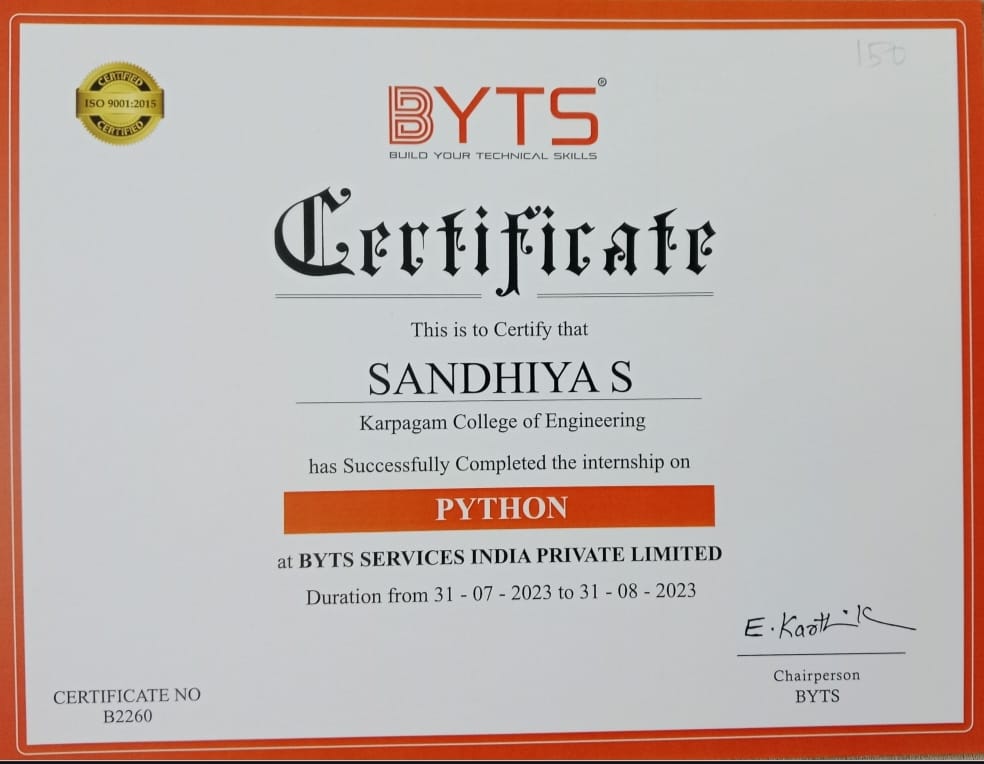 150
CERTIFIED
ISO 9001:2015
CERTIFIED
BYTS®
BUILD YOUR TECHNICAL SKILLS
Certificate
This is to Certify that
SANDHIYA S
Karpagam College of Engineering
has Successfully Completed the internship on
PYTHON
at BYTS SERVICES INDIA PRIVATE LIMITED
Duration from 31 - 07 - 2023 to 31 - 08 - 2023
E. Karthik
Chairperson
BYTS
CERTIFICATE NO
B2260